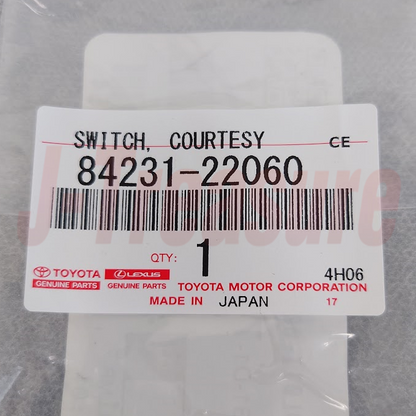 SWITCH, COURTESY CE
84231-22060
J-Treasure
QTY: 1
TOYOTA LEXUS 4H06
GENUINE PARTS GENUINE PARTS TOYOTA MOTOR CORPORATION
MADE IN JAPAN 17